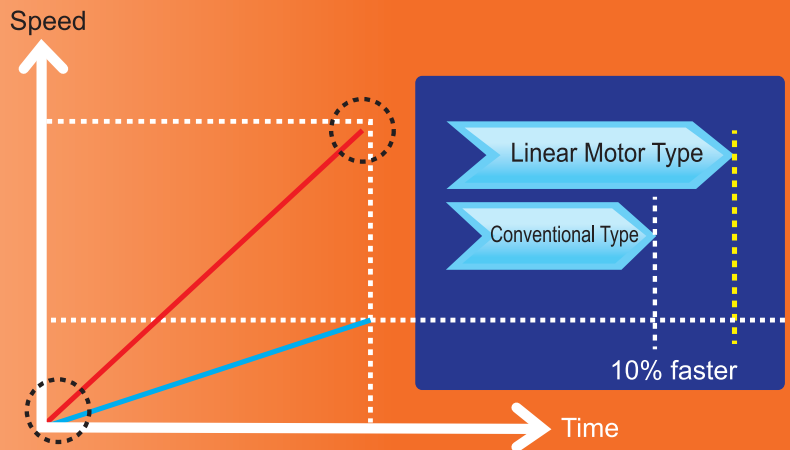 Speed
Linear Motor Type
Conventional Type
10% faster
Time